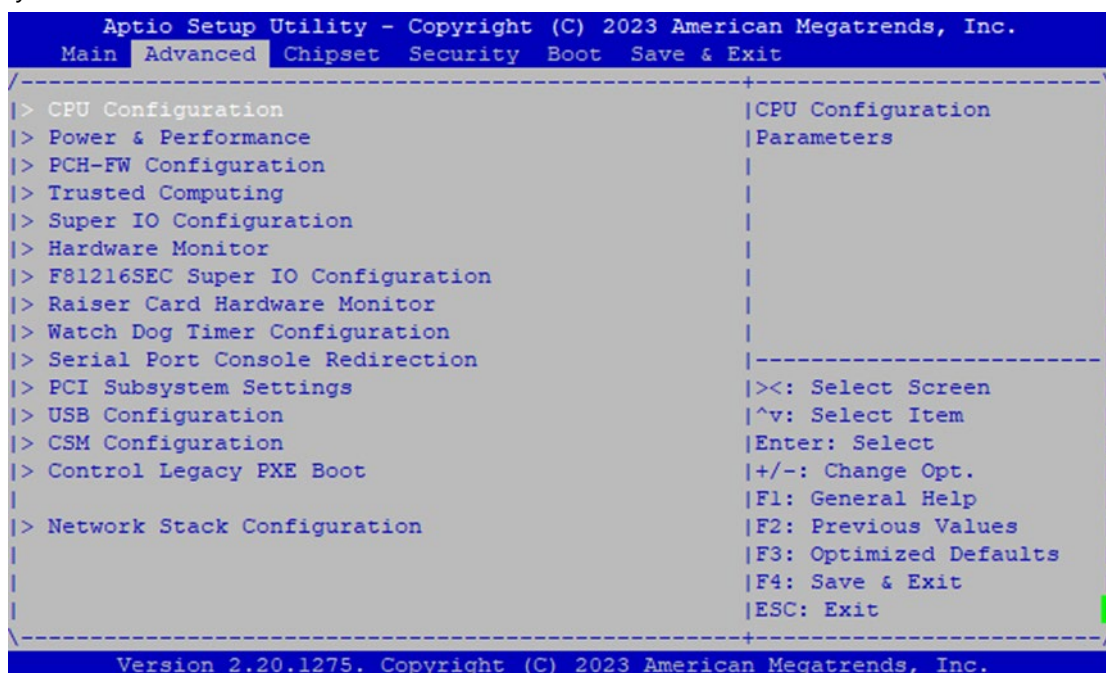 Aptio Setup Utility - Copyright (C) 2023 American Megatrends, Inc.
Main Advanced Chipset Security Boot Save & Exit
/----------------------------------------------------+-------------------------\
|> CPU Configuration |CPU Configuration
|> Power & Performance |Parameters
|> PCH-FW Configuration |
|> Trusted Computing |
|> Super IO Configuration |
|> Hardware Monitor |
|> F81216SEC Super IO Configuration |
|> Raiser Card Hardware Monitor |
|> Watch Dog Timer Configuration |
|> Serial Port Console Redirection |-------------------------
|> PCI Subsystem Settings |><: Select Screen
|> USB Configuration |^v: Select Item
|> CSM Configuration |Enter: Select
|> Control Legacy PXE Boot |+/-: Change Opt.
| |F1: General Help
|> Network Stack Configuration |F2: Previous Values
| |F3: Optimized Defaults
| |F4: Save & Exit
| |ESC: Exit
\----------------------------------------------------+-------------------------/
Version 2.20.1275. Copyright (C) 2023 American Megatrends, Inc.